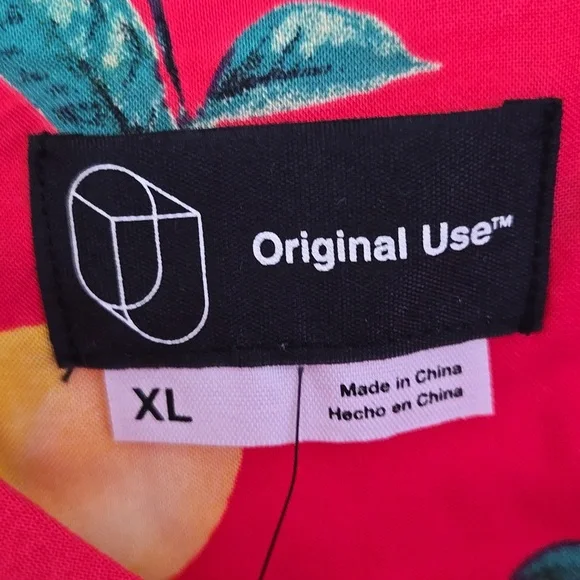 Original Use™
XL
Made in China
Hecho en China